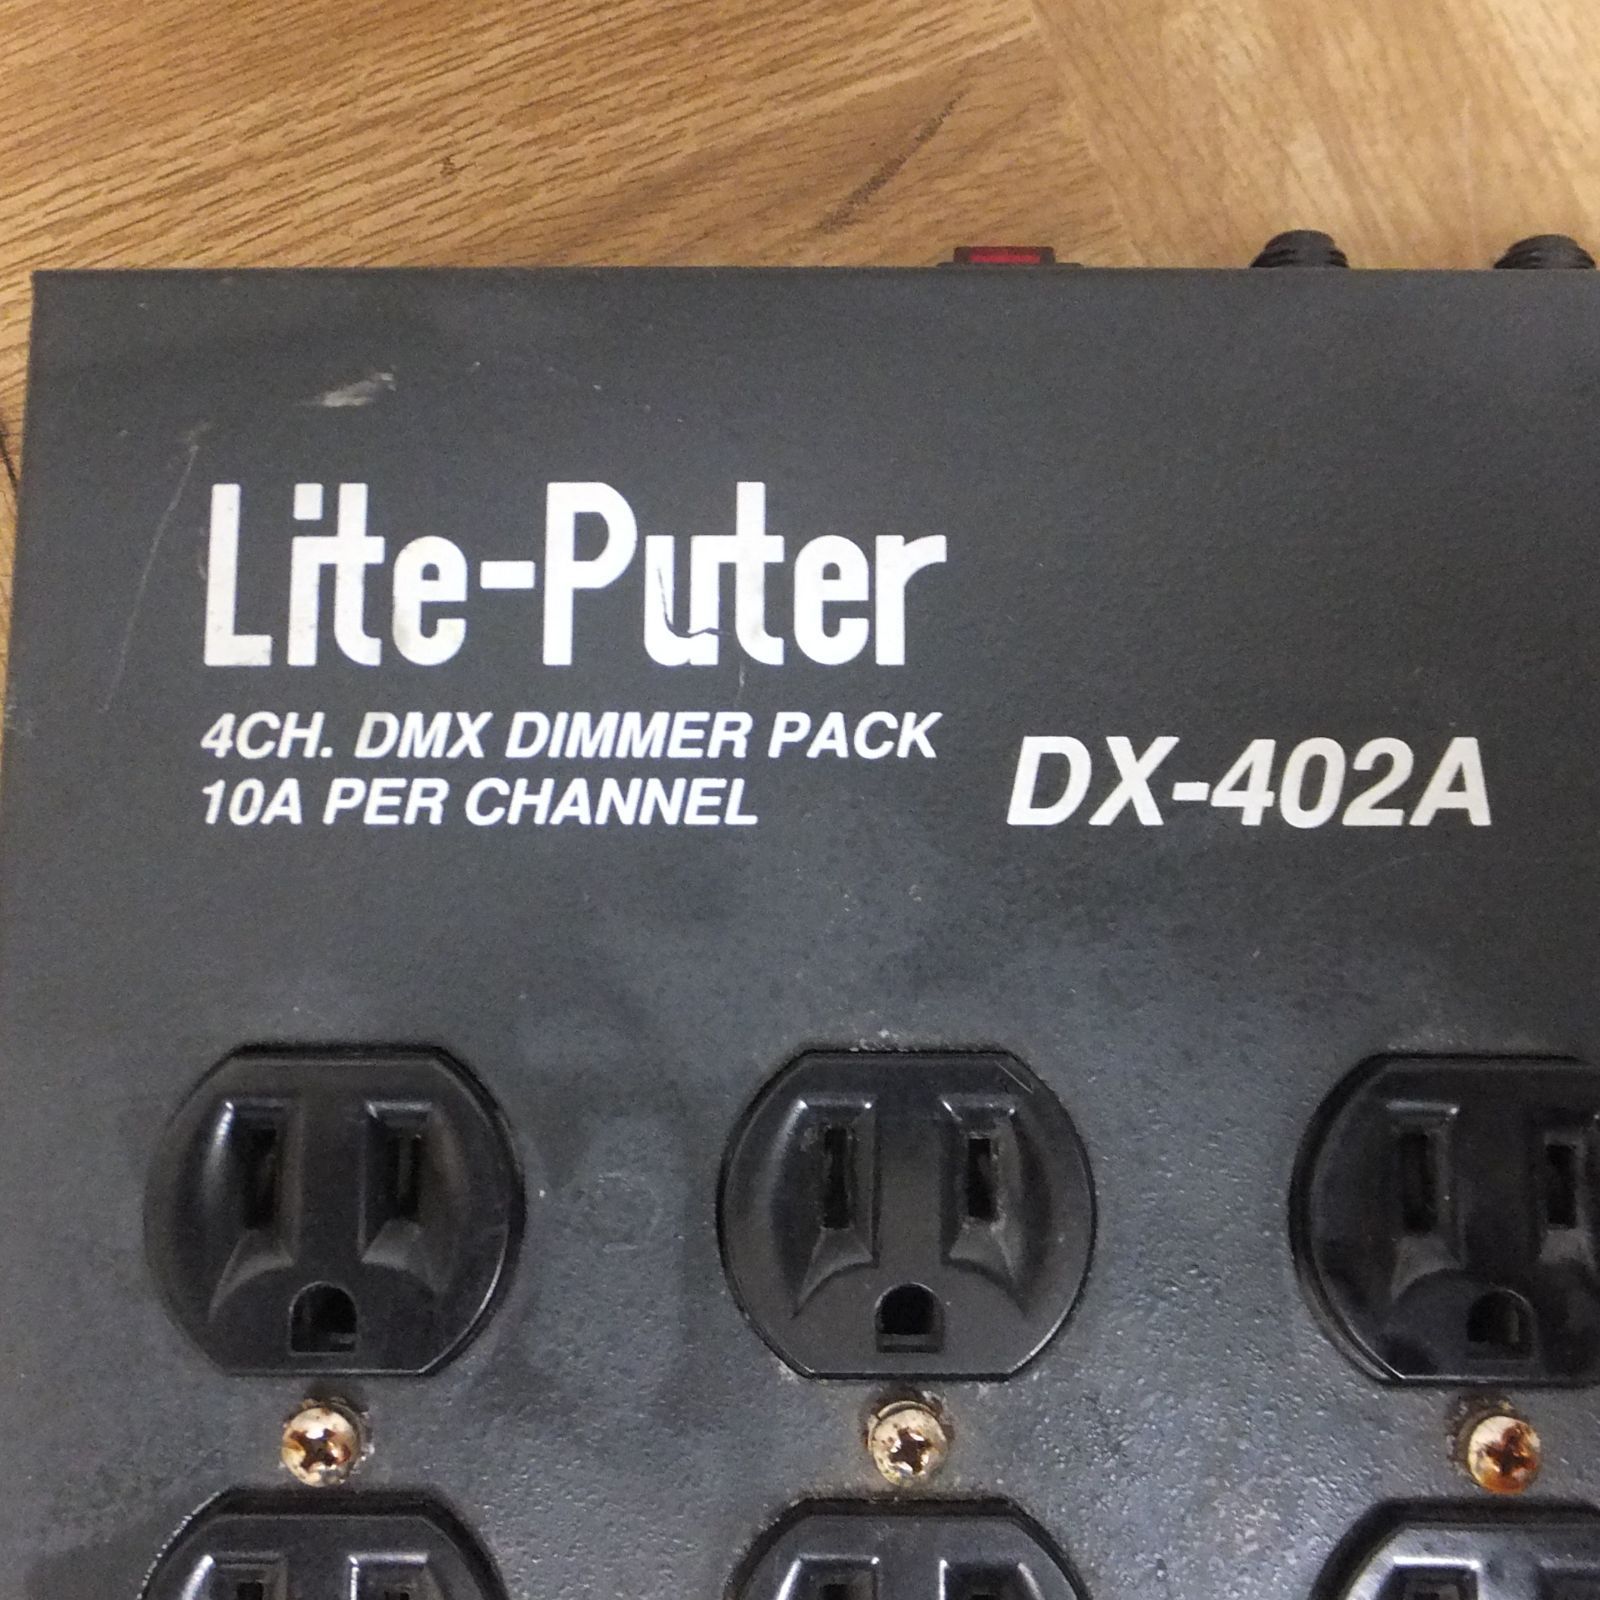 Lite-Puter
4CH. DMX DIMMER PACK
10A PER CHANNEL
DX-402A